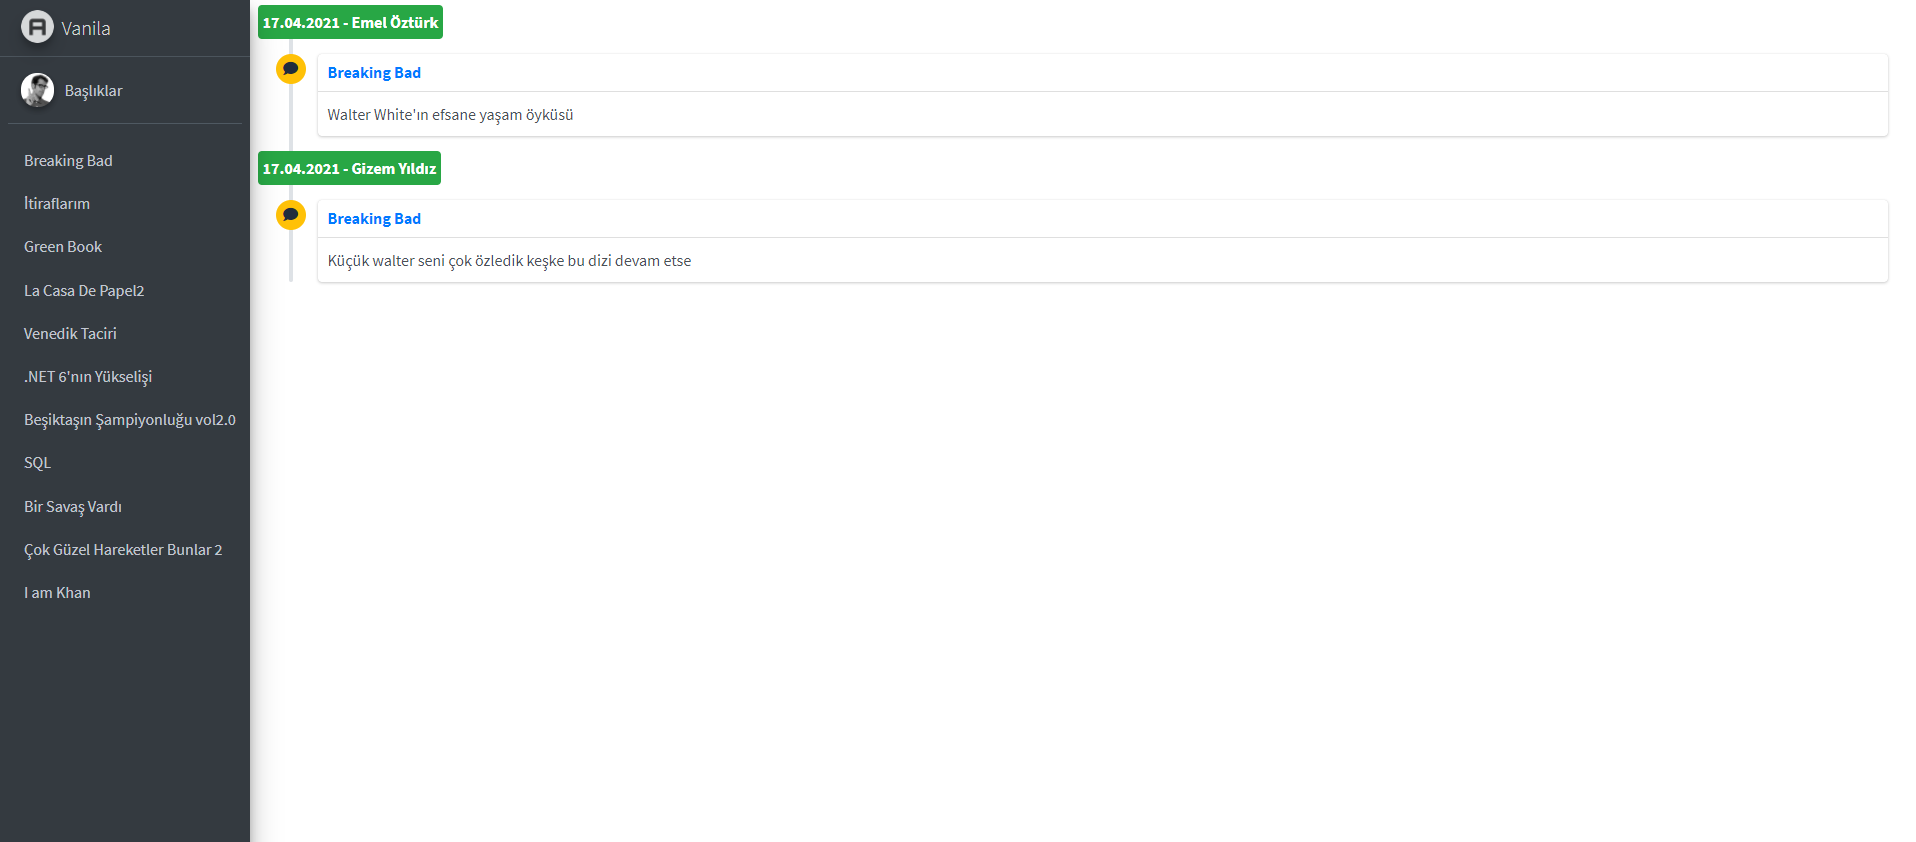 Vanila
Başlıklar
Breaking Bad
İtiraflarım
Green Book
La Casa De Papel2
Venedik Taciri
.NET 6'nın Yükselişi
Beşiktaşın Şampiyonluğu vol2.0
SQL
Bir Savaş Vardı
Çok Güzel Hareketler Bunlar 2
I am Khan
17.04.2021 - Emel Öztürk
Breaking Bad
Walter White'ın efsane yaşam öyküsü
17.04.2021 - Gizem Yıldız
Breaking Bad
Küçük walter seni çok özledik keşke bu dizi devam etse